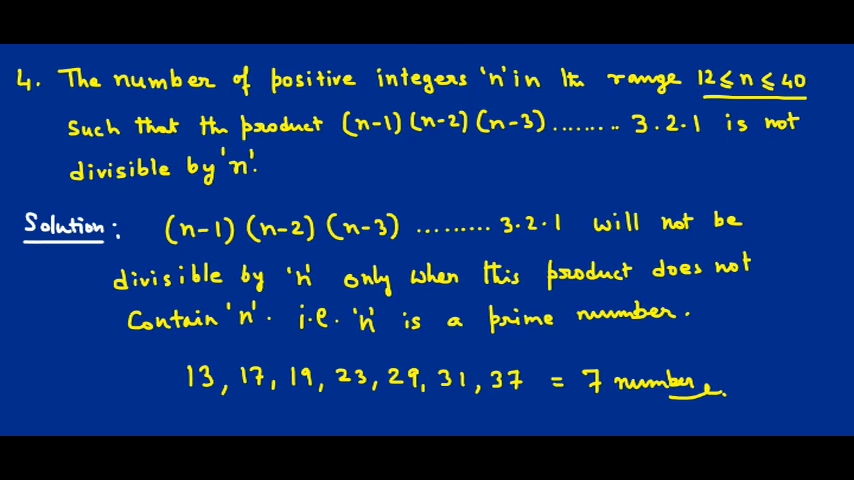 4. The number of positive integers 'n' in the range 12 ≤ n ≤ 40
such that the product (n-1) (n-2) (n-3) ........ 3.2.1 is not
divisible by 'n'.
Solution: (n-1) (n-2) (n-3) ......... 3.2.1 will not be
divisible by 'n' only when this product does not
Contain 'n'. i.e. 'n' is a prime number.
13, 17, 19, 23, 29, 31, 37 = 7 number